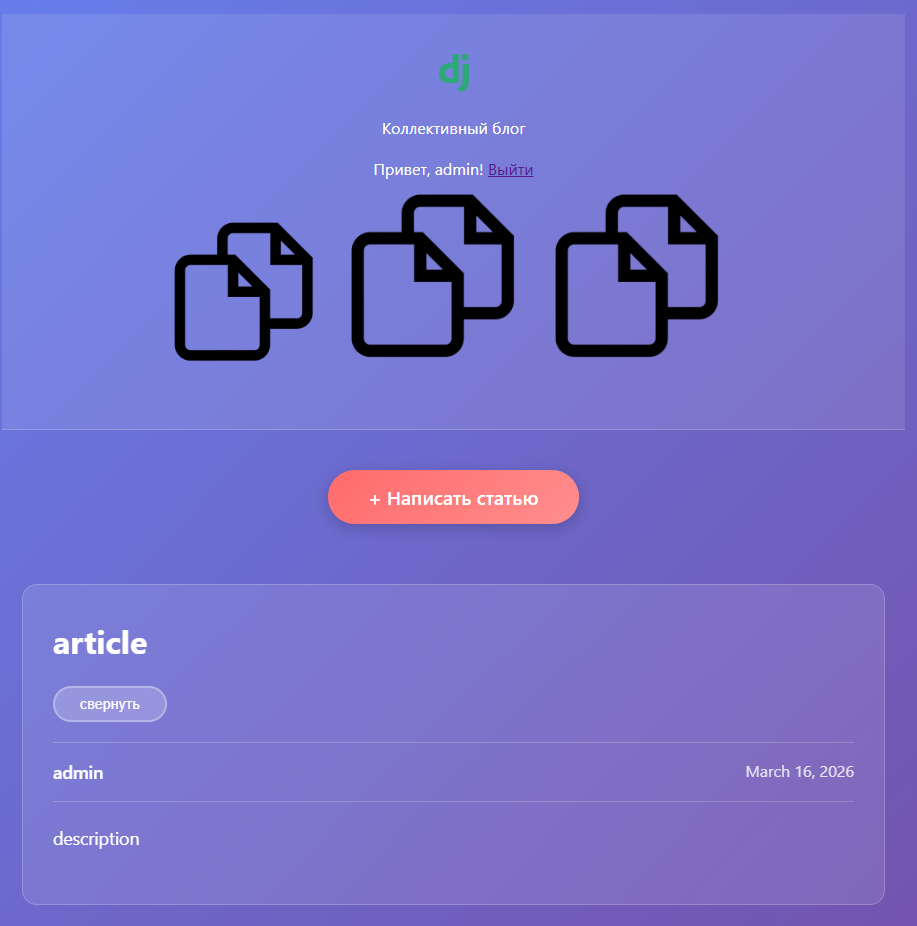 dj
Коллективный блог
Привет, admin! Выйти
+ Написать статью
article
свернуть
admin
March 16, 2026
description